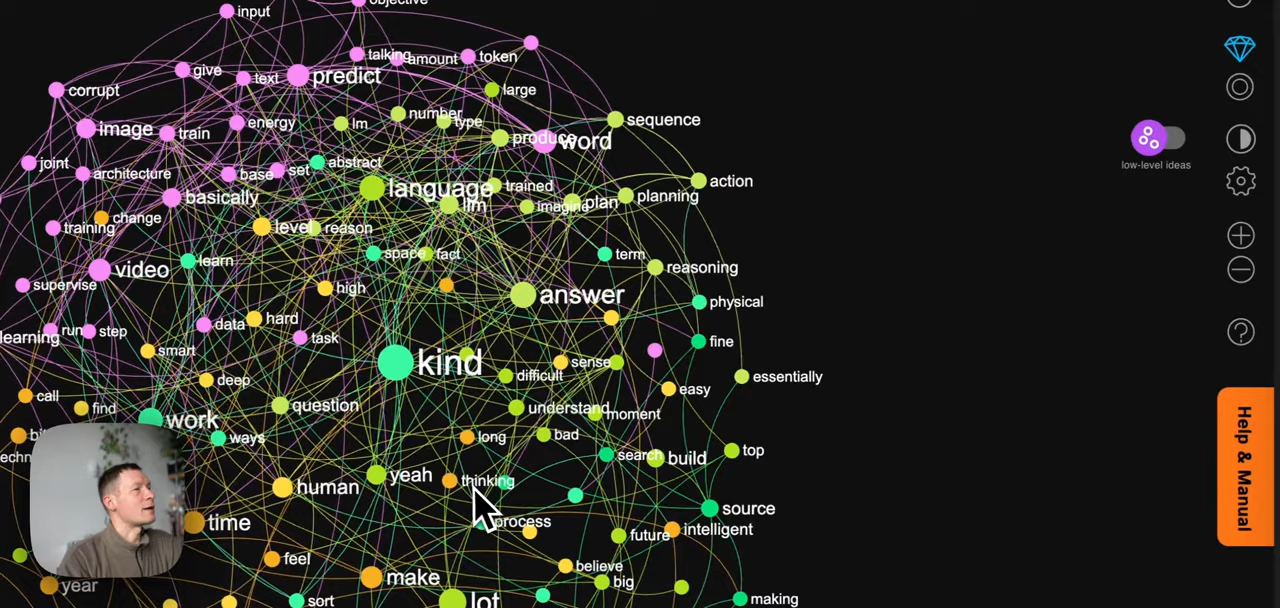 input
objective
talking
amount
token
give
text
predict
corrupt
large
number
type
sequence
image
train
energy
lm
produce
word
joint
architecture
base
set
abstract
language
trained
action
basically
llm
imagine
plan
planning
change
training
level
reason
learn
space
fact
term
reasoning
video
supervise
high
answer
physical
learning
run
step
data
hard
task
fine
smart
kind
sense
deep
difficult
easy
essentially
call
find
question
understand
moment
work
ways
long
bad
search
build
top
yeah
thinking
human
time
process
source
future
intelligent
feel
believe
year
make
big
sort
lot
making
low-level ideas
Help & Manual